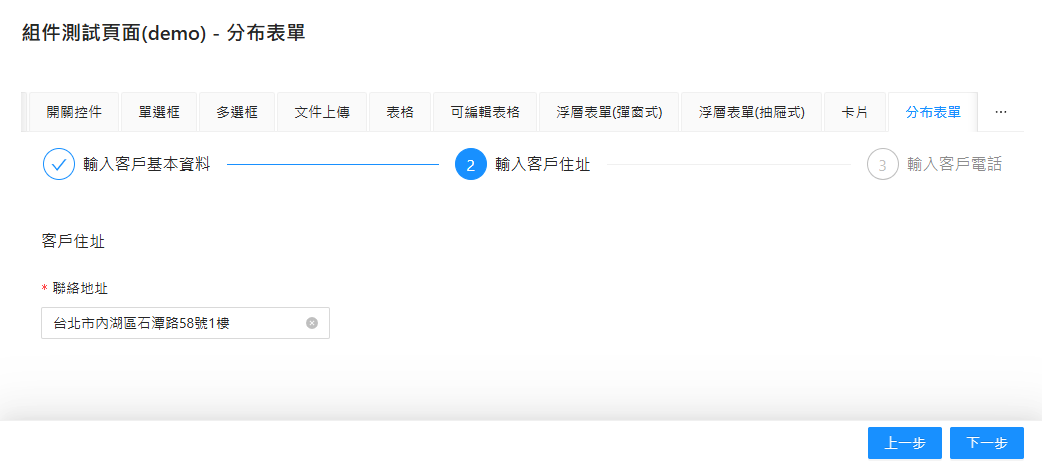 組件測試頁面(demo) - 分布表單
開關控件 單選框 多選框 文件上傳 表格 可編輯表格 浮層表單(彈窗式) 浮層表單(抽屜式) 卡片 分布表單 ···
輸入客戶基本資料 2 輸入客戶住址 3 輸入客戶電話
客戶住址
* 聯絡地址
台北市內湖區石潭路58號1樓
上一步 下一步